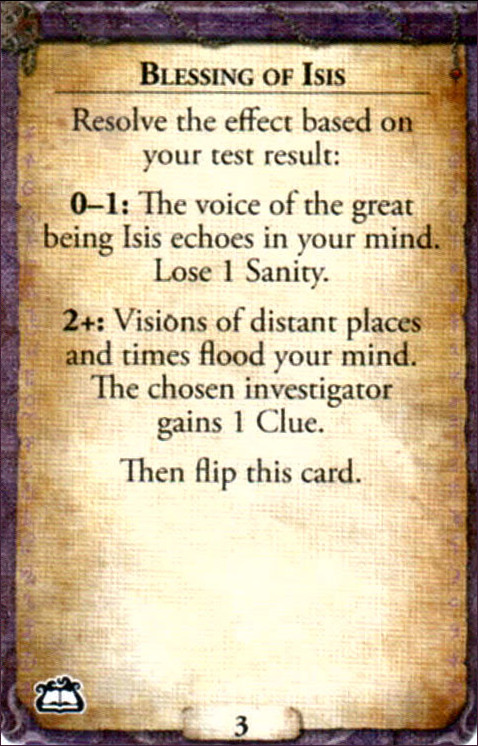 Blessing of Isis
Resolve the effect based on
your test result:
0–1: The voice of the great
being Isis echoes in your mind.
Lose 1 Sanity.
2+: Visions of distant places
and times flood your mind.
The chosen investigator
gains 1 Clue.
Then flip this card.
3